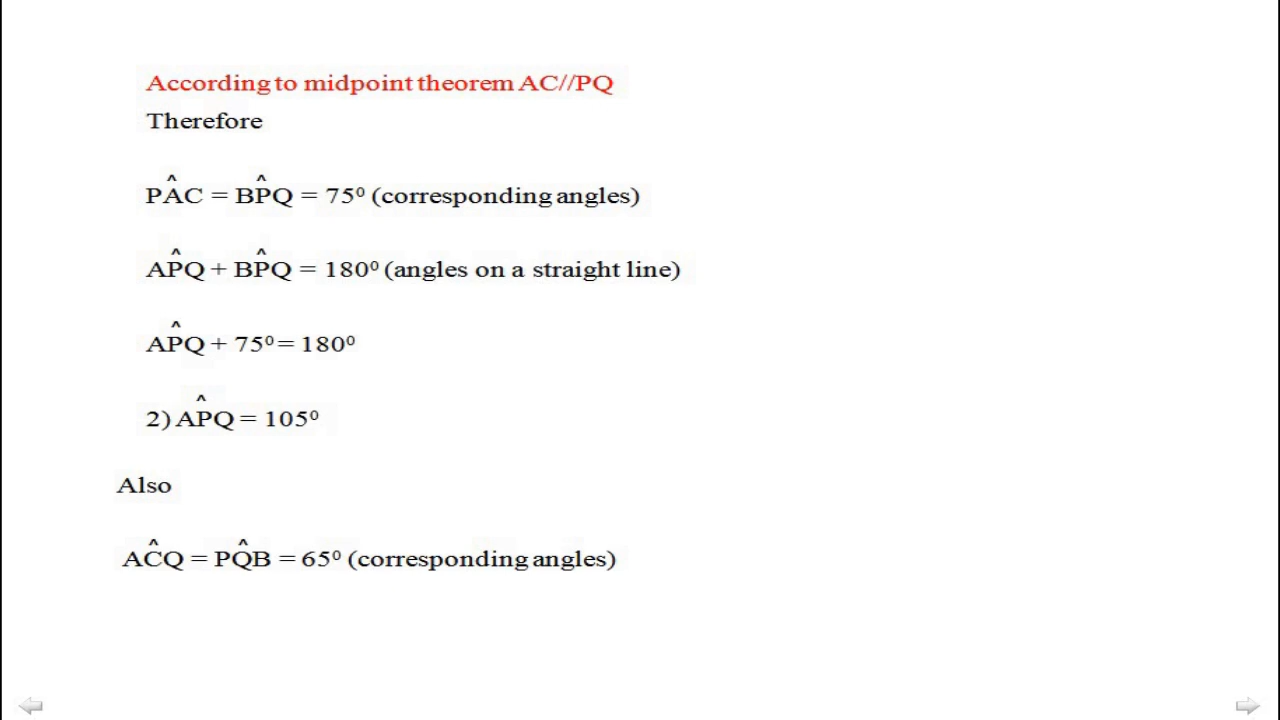 According to midpoint theorem AC//PQ
Therefore
PÂC = BP̂Q = 75⁰ (corresponding angles)
AP̂Q + BP̂Q = 180⁰ (angles on a straight line)
AP̂Q + 75⁰ = 180⁰
2) AP̂Q = 105⁰
Also
AĈQ = PQ̂B = 65⁰ (corresponding angles)